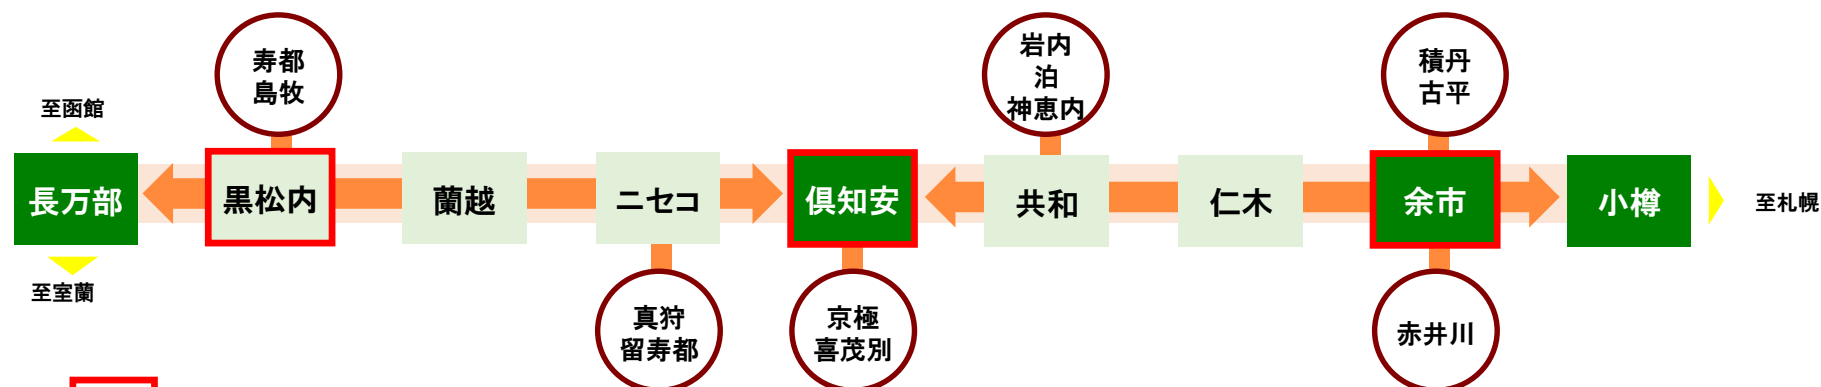 寿都
島牧
岩内
泊
神恵内
積丹
古平
至函館
長万部
黒松内
蘭越
ニセコ
倶知安
共和
仁木
余市
小樽
至札幌
至室蘭
真狩
留寿都
京極
喜茂別
赤井川